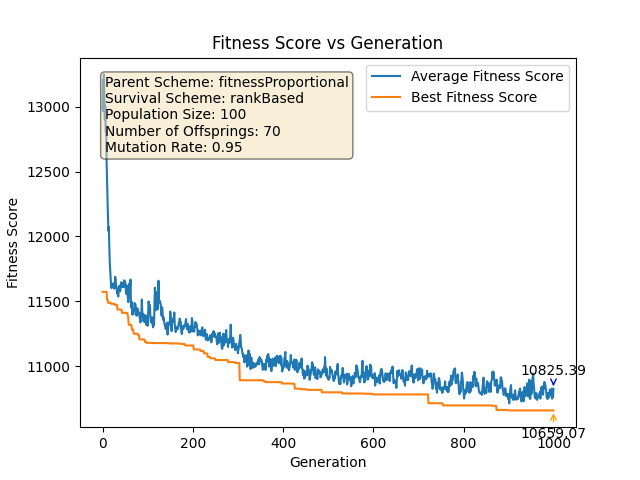 Fitness Score vs Generation
Parent Scheme: fitnessProportional
Survival Scheme: rankBased
Population Size: 100
Number of Offsprings: 70
Mutation Rate: 0.95
Average Fitness Score
Best Fitness Score
Fitness Score
13000
12500
12000
11500
11000
10825.39
10659.07
0
200
400
600
800
1000
Generation